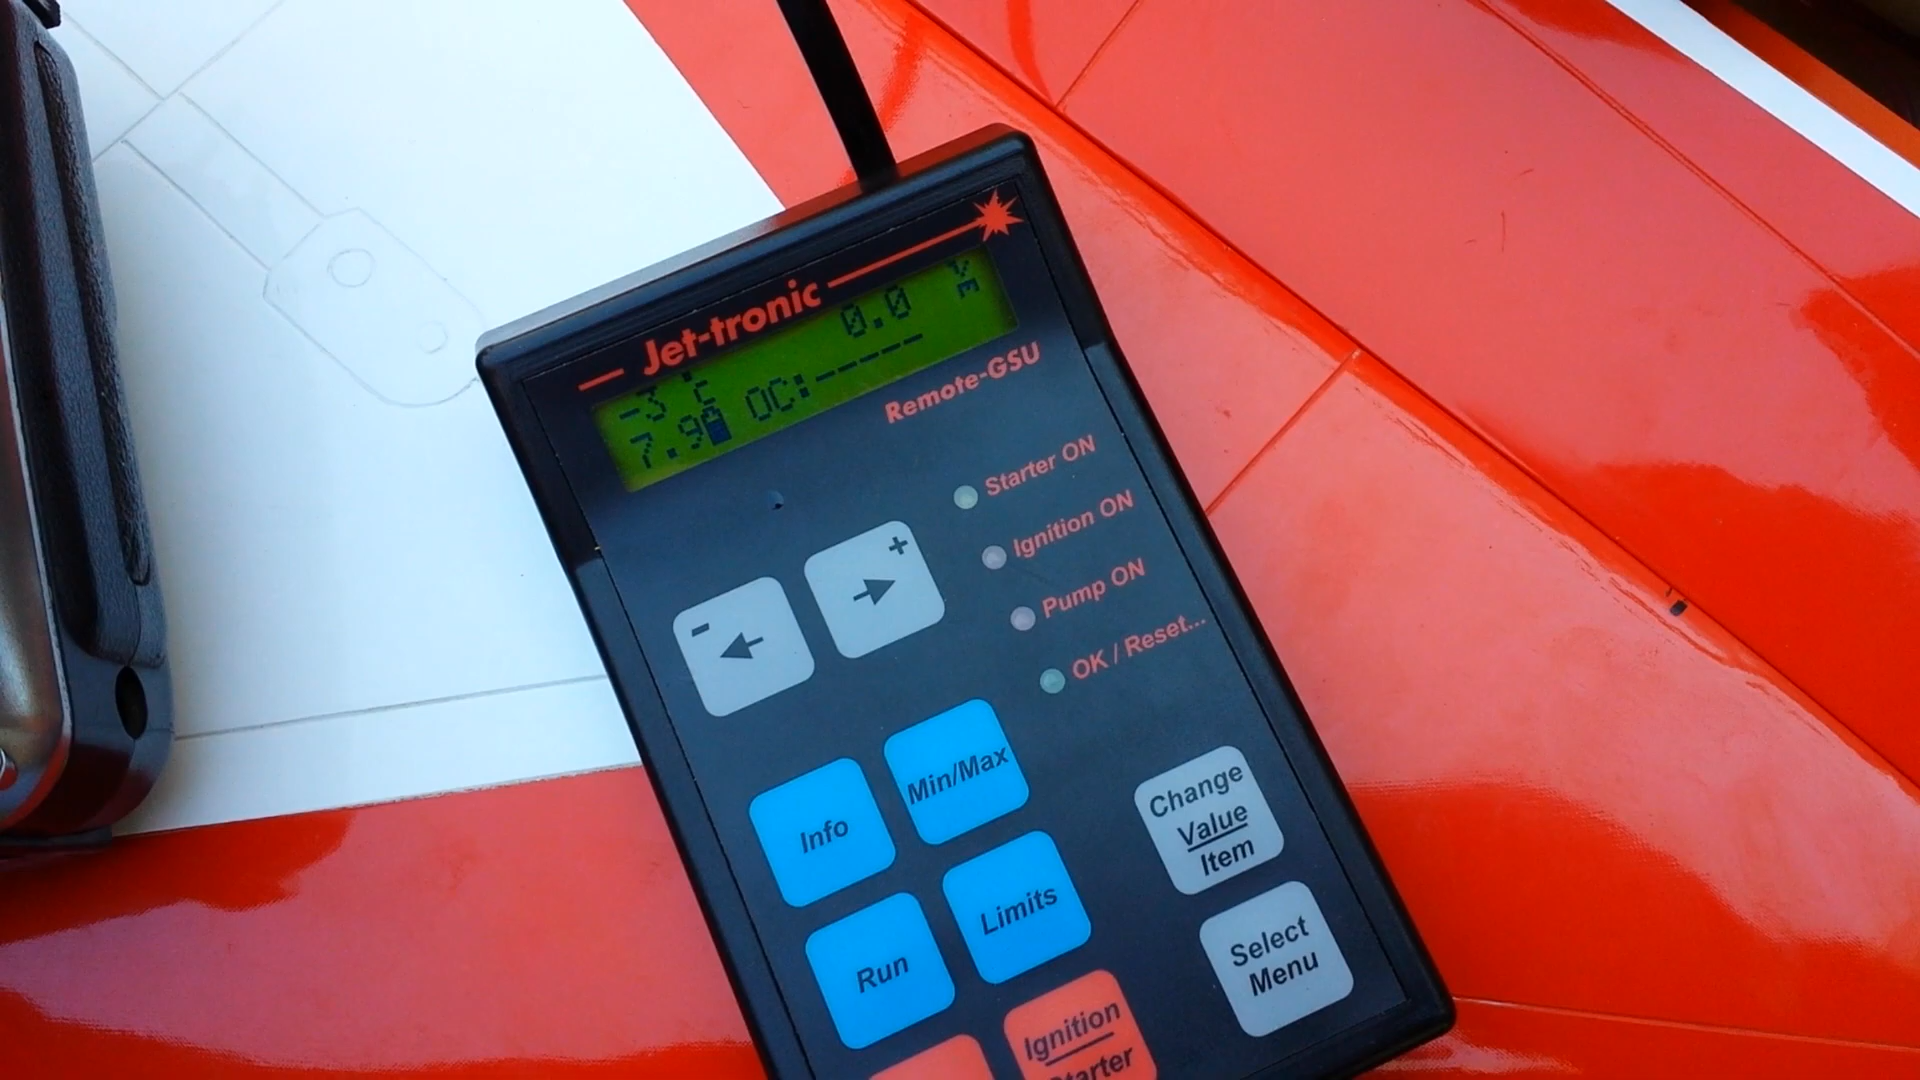 Jet-tronic
-3°C 0.0 V
7.9 OC:----- m
Remote-GSU
Starter ON
Ignition ON
Pump ON
OK / Reset...
- +
Info
Min/Max
Change
Value
Item
Run
Limits
Select
Menu
Ignition
Starter